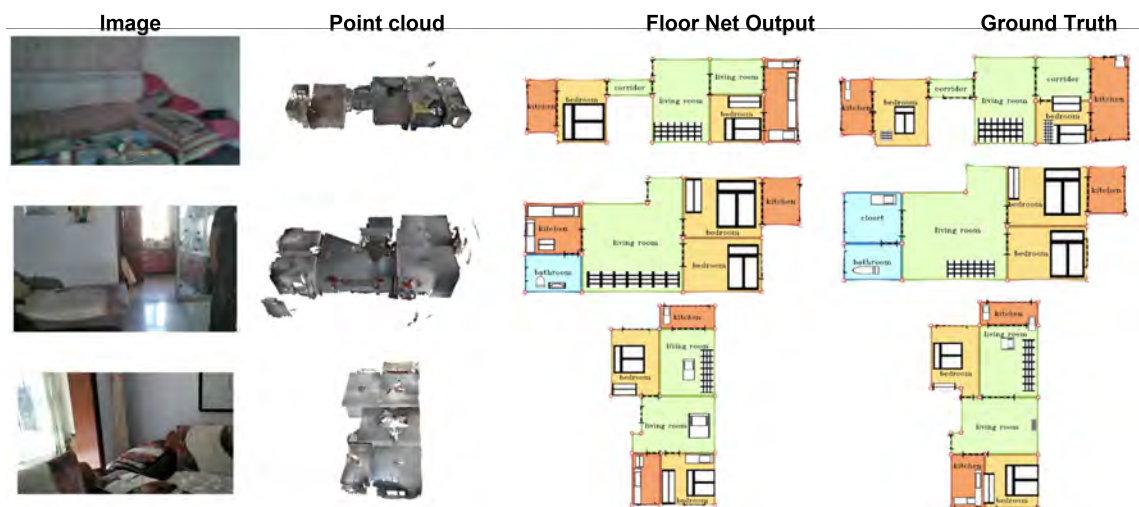 Image Point cloud Floor Net Output Ground Truth
living room
kitchen bedroom corridor living room
bedroom
corridor
kitchen bedroom corridor living room kitchen
bedroom
kitchen living room bedroom kitchen
bathroom
bedroom
closet living room bedroom kitchen
bathroom bedroom
kitchen
living room
bedroom
living room
bedroom
kitchen
living room
bedroom
living room
kitchen bedroom